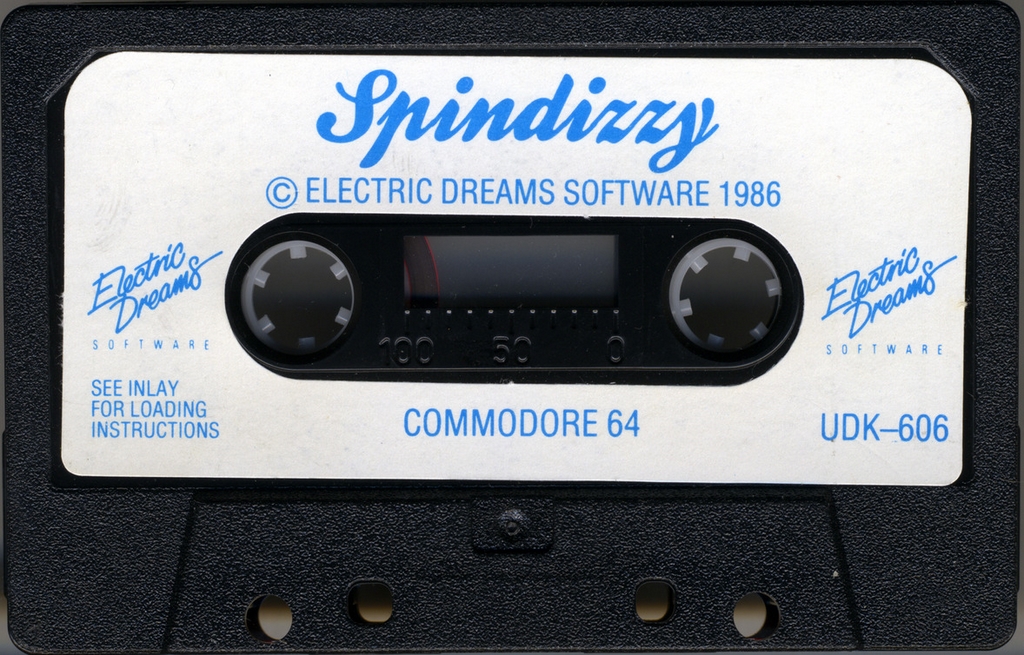 Spindizzy
© ELECTRIC DREAMS SOFTWARE 1986
Electric
Dreams
SOFTWARE
Electric
Dreams
SOFTWARE
100 50 0
SEE INLAY
FOR LOADING
INSTRUCTIONS
COMMODORE 64
UDK–606